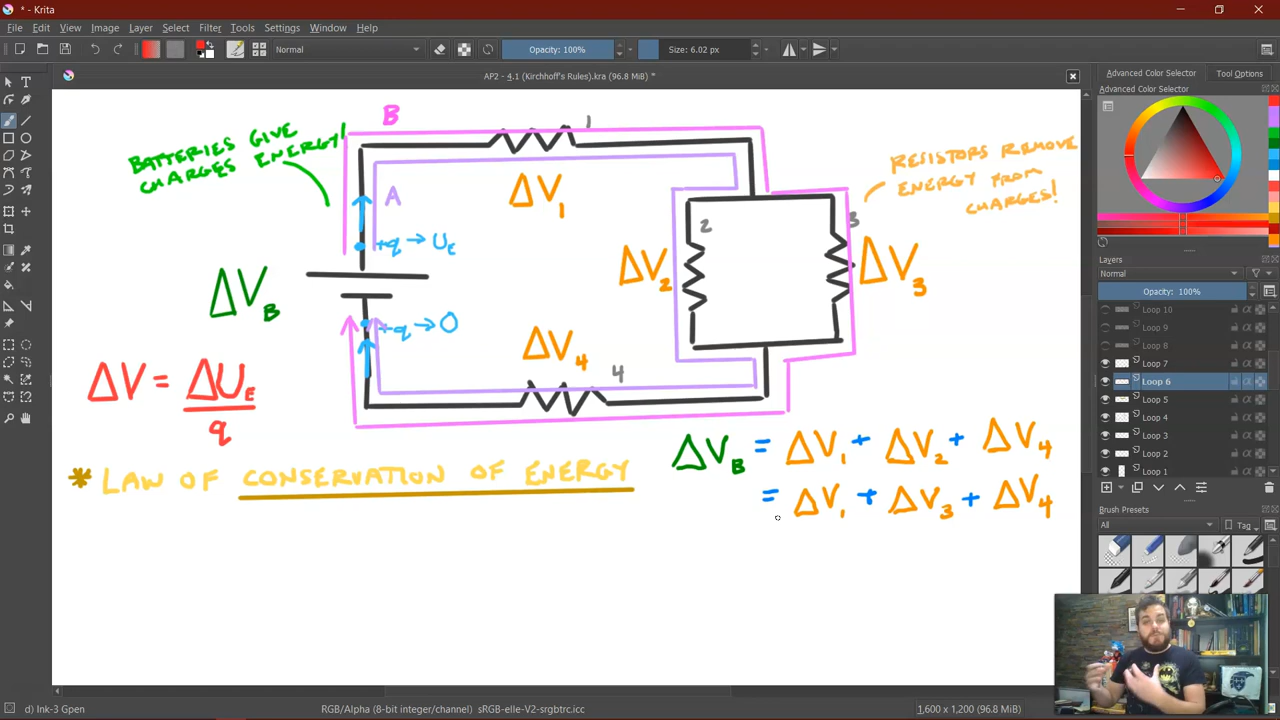 * - Krita
File Edit View Image Layer Select Filter Tools Settings Window Help
Normal
Opacity: 100%
Size: 6.02 px
AP2 - 4.1 (Kirchhoff's Rules).kra (96.8 MiB) *
Advanced Color Selector
Tool Options
Advanced Color Selector
B
1
BATTERIES GIVE
CHARGES ENERGY!
RESISTORS REMOVE
ENERGY FROM
CHARGES!
A
ΔV₁
2
3
+q → Uᴇ
ΔV₂
ΔV₃
ΔVB
+q → 0
ΔV₄
4
ΔV = ΔUᴇ
q
* LAW OF CONSERVATION OF ENERGY
ΔVB = ΔV₁ + ΔV₂ + ΔV₄
= ΔV₁ + ΔV₃ + ΔV₄
Layers
Normal
Opacity: 100%
Loop 10
Loop 9
Loop 8
Loop 7
Loop 6
Loop 5
Loop 4
Loop 3
Loop 2
Loop 1
Brush Presets
All
Tag
d) Ink-3 Gpen
RGB/Alpha (8-bit integer/channel) sRGB-elle-V2-srgbtrc.icc
1,600 x 1,200 (96.8 MiB)